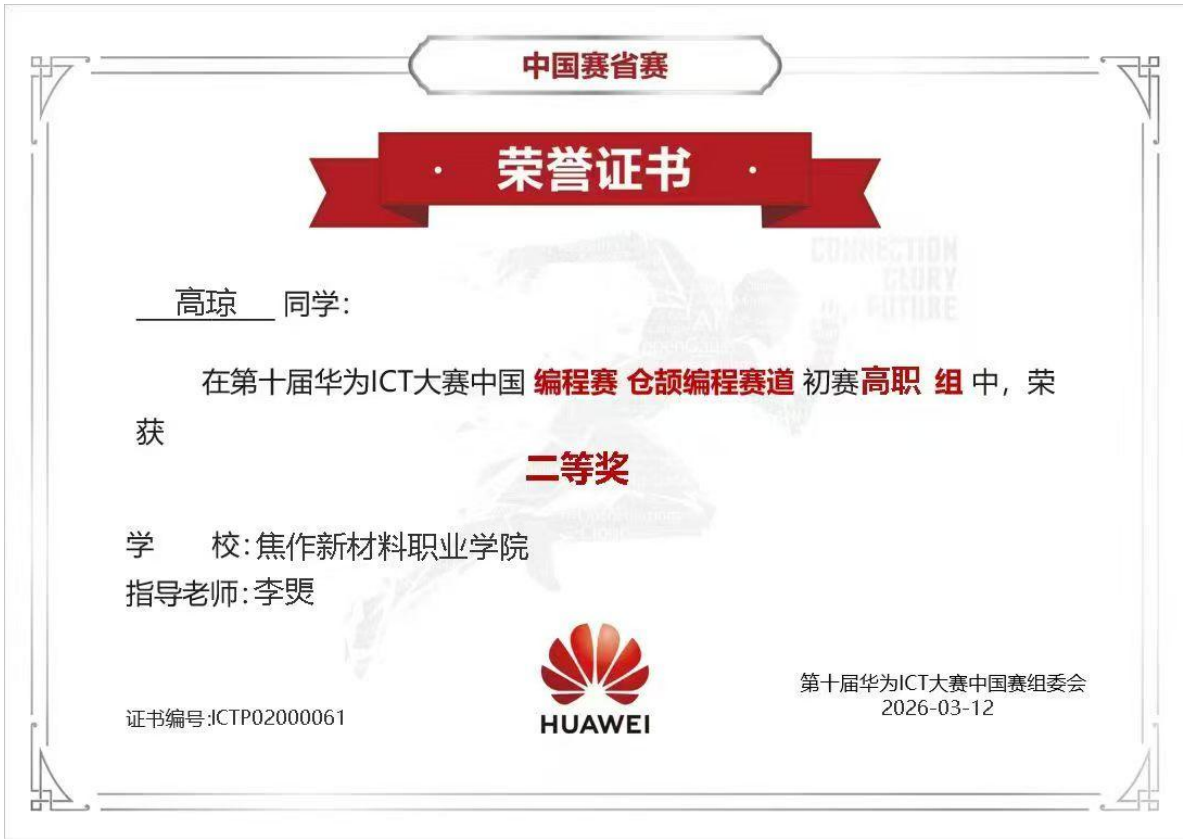 中国赛省赛
· 荣誉证书 ·
CONNECTION
GLORY
FUTURE
高琼 同学:
在第十届华为ICT大赛中国 编程赛 仓颉编程赛道 初赛高职 组 中，荣
获
二等奖
学 校:焦作新材料职业学院
指导老师:李煚
HUAWEI
第十届华为ICT大赛中国赛组委会
2026-03-12
证书编号:ICTP02000061